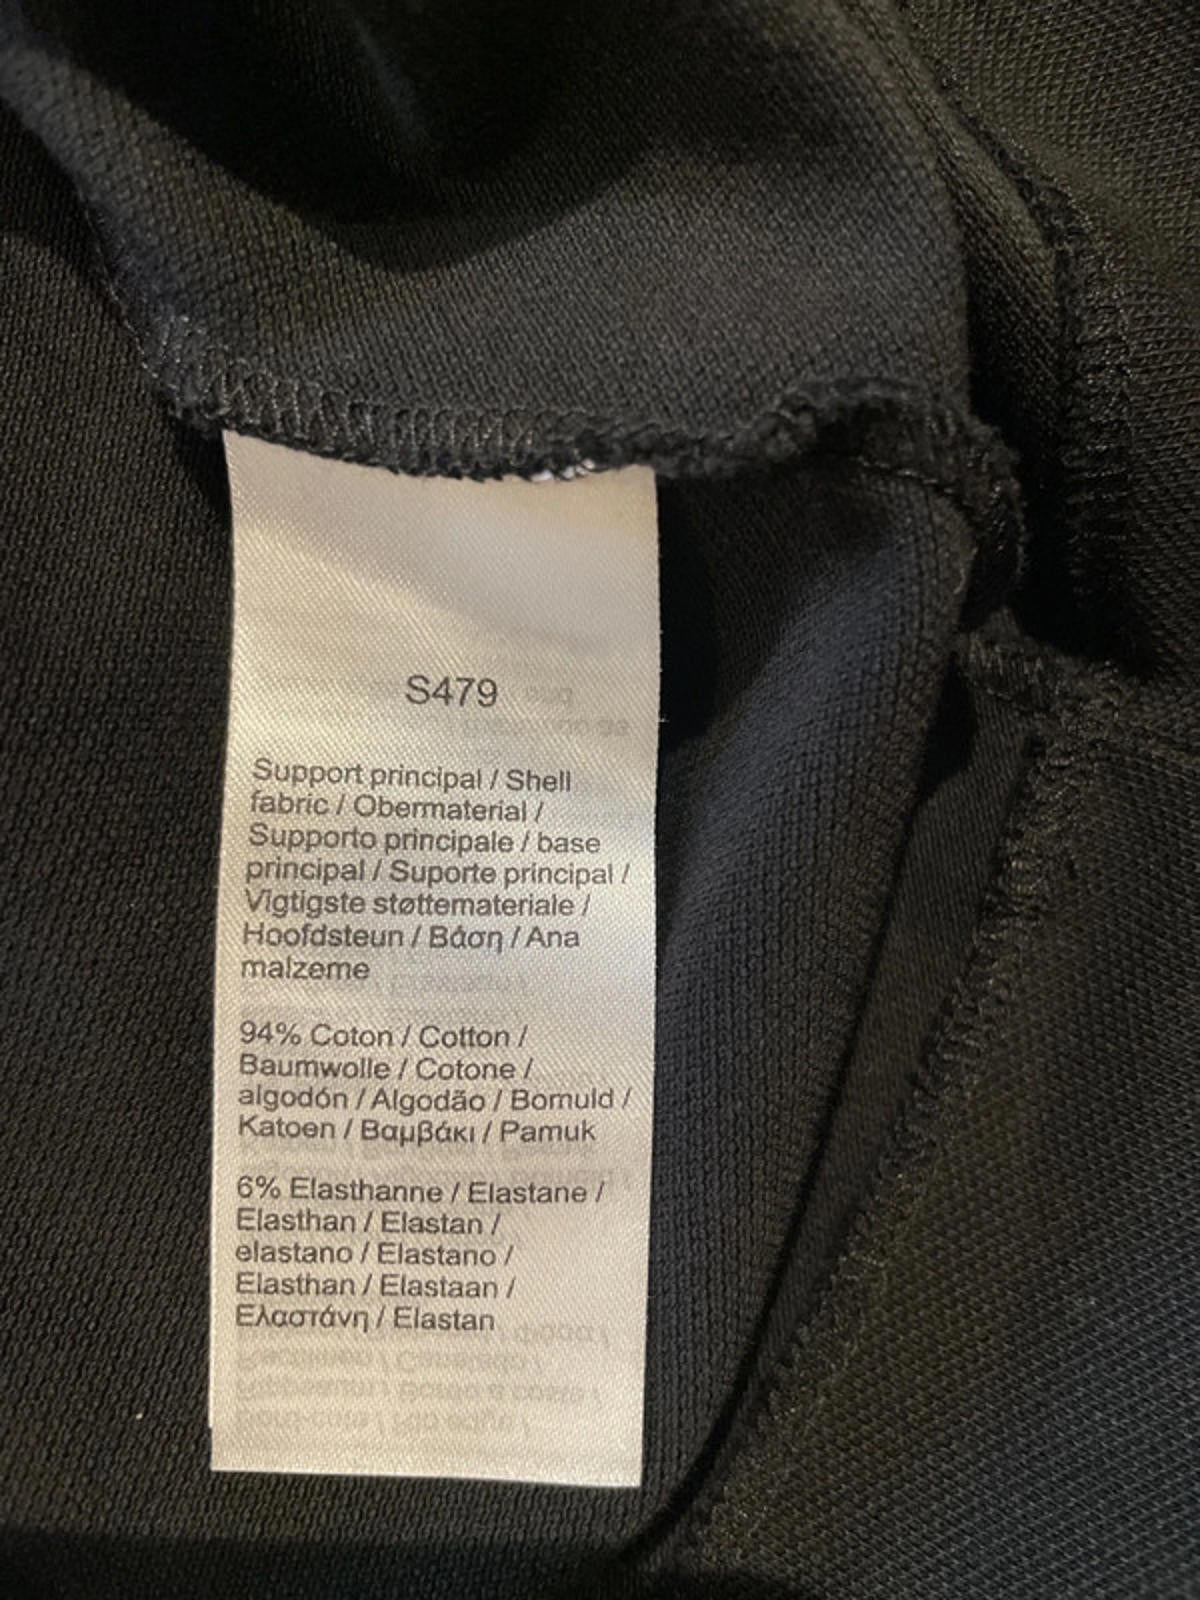 S479
Support principal / Shell
fabric / Obermaterial /
Supporto principale / base
principal / Suporte principal /
Vigtigste støttemateriale /
Hoofdsteun / Βάση / Ana
malzeme
94% Coton / Cotton /
Baumwolle / Cotone /
algodón / Algodão / Bomuld /
Katoen / Βαμβάκι / Pamuk
6% Elasthanne / Elastane /
Elasthan / Elastan /
elastano / Elastano /
Elasthan / Elastaan /
Ελαστάνη / Elastan